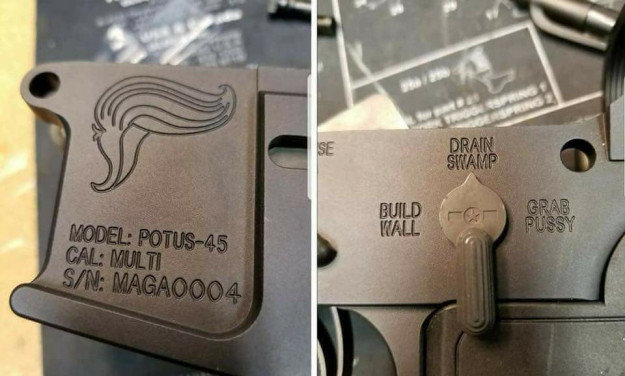 MODEL: POTUS-45
CAL: MULTI
S/N: MAGA0004
SE
DRAIN
SWAMP
BUILD
WALL
GRAB
PUSSY